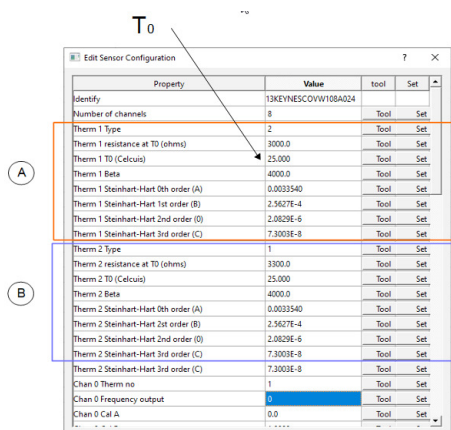 T0
Edit Sensor Configuration ? ×
Property Value tool Set
Identify 13KEYNESCOVW108A024
Number of channels 8 Tool Set
Therm 1 Type 2 Tool Set
Therm 1 resistance at T0 (ohms) 3000.0 Tool Set
Therm 1 T0 (Celcuis) 25.000 Tool Set
Therm 1 Beta 4000.0 Tool Set
A
Therm 1 Steinhart-Hart 0th order (A) 0.0033540 Tool Set
Therm 1 Steinhart-Hart 1st order (B) 2.5627E-4 Tool Set
Therm 1 Steinhart-Hart 2nd order (0) 2.0829E-6 Tool Set
Therm 1 Steinhart-Hart 3rd order (C) 7.3003E-8 Tool Set
Therm 2 Type 1 Tool Set
Therm 2 resistance at T0 (ohms) 3300.0 Tool Set
Therm 2 T0 (Celcuis) 25.000 Tool Set
B
Therm 2 Beta 4000.0 Tool Set
Therm 2 Steinhart-Hart 0th order (A) 0.0033540 Tool Set
Therm 2 Steinhart-Hart 2st order (B) 2.5627E-4 Tool Set
Therm 2 Steinhart-Hart 2nd order (0) 2.0829E-6 Tool Set
Therm 2 Steinhart-Hart 3rd order (C) 7.3003E-8 Tool Set
Therm 2 Steinhart-Hart 3rd order (C) 7.3003E-8 Tool Set
Chan 0 Therm no 1 Tool Set
Chan 0 Frequency output 0 Tool Set
Chan 0 Cal A 0.0 Tool Set